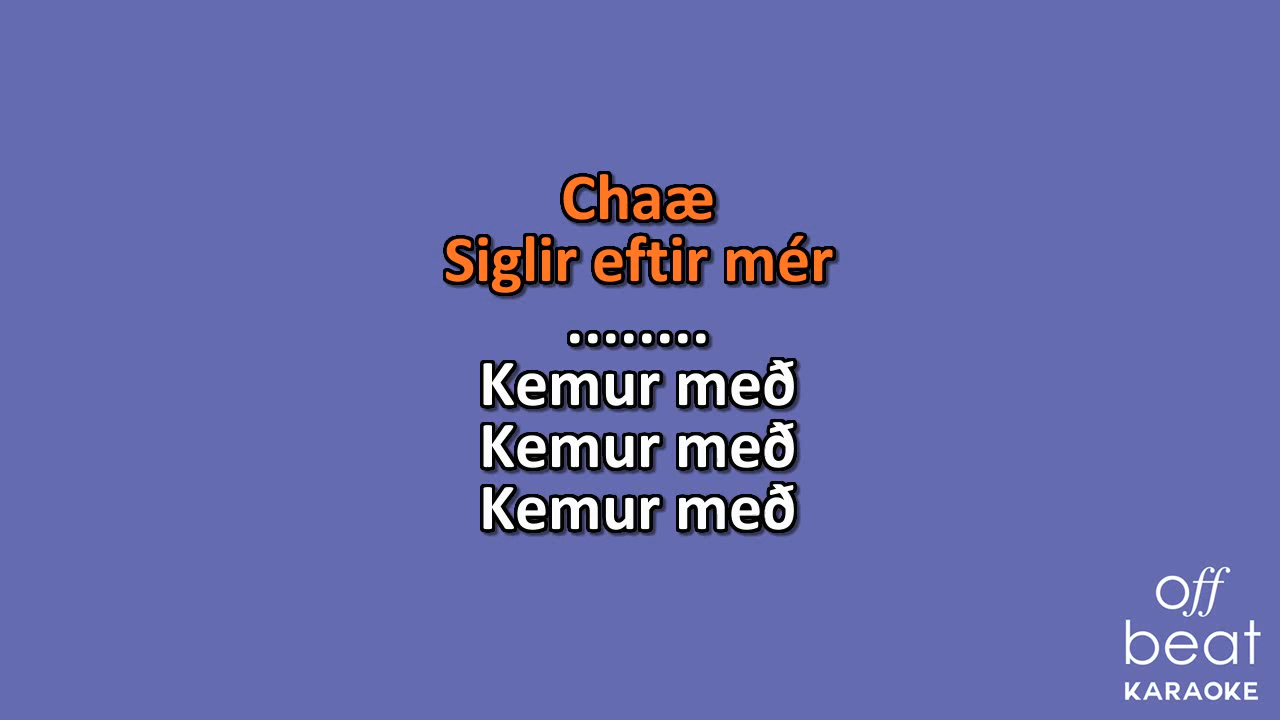 Chaæ
Siglir eftir mér
........
Kemur með
Kemur með
Kemur með
off
beat
KARAOKE